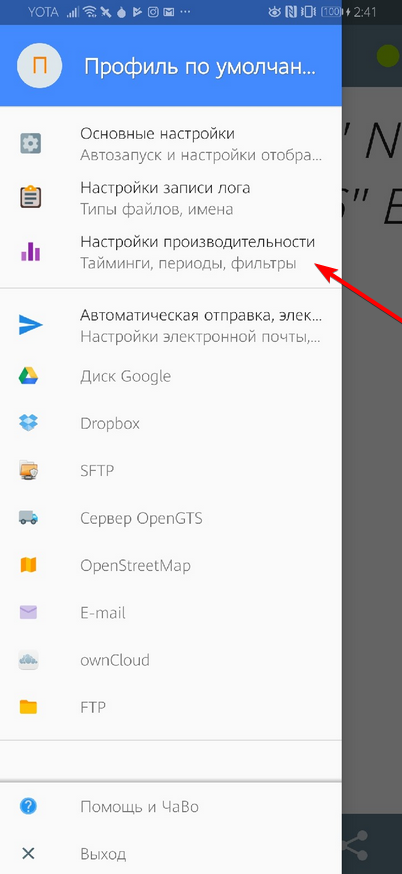 YOTA ... (100) 2:41
П Профиль по умолчан...
" N
Основные настройки
Автозапуск и настройки отобра...
Настройки записи лога
Типы файлов, имена
Настройки производительности
Тайминги, периоды, фильтры
Автоматическая отправка, элек...
Настройки электронной почты,...
Диск Google
Dropbox
SFTP
Сервер OpenGTS
OpenStreetMap
E-mail
ownCloud
FTP
Помощь и ЧаВо
Выход